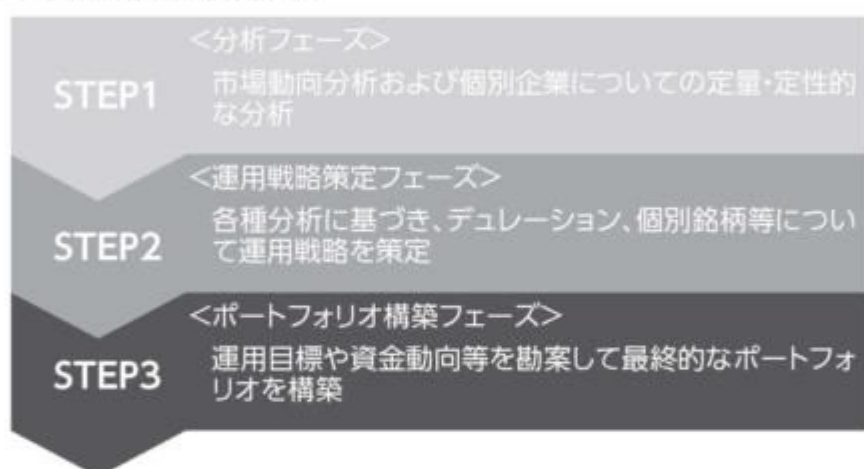 <分析フェーズ>
STEP1
市場動向分析および個別企業についての定量・定性的
な分析
<運用戦略策定フェーズ>
STEP2
各種分析に基づき、デュレーション、個別銘柄等につい
て運用戦略を策定
<ポートフォリオ構築フェーズ>
STEP3
運用目標や資金動向等を勘案して最終的なポートフォ
リオを構築